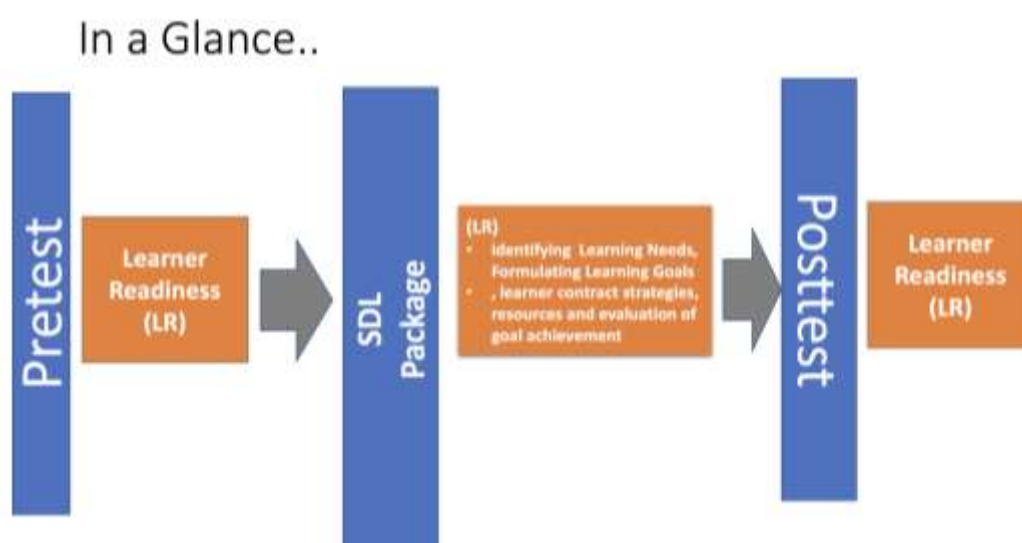 In a Glance..
Pretest
Learner
Readiness
(LR)
SDL
Package
(LR)
• Identifying Learning Needs,
Formulating Learning Goals
• , learner contract strategies,
resources and evaluation of
goal achievement
Posttest
Learner
Readiness
(LR)